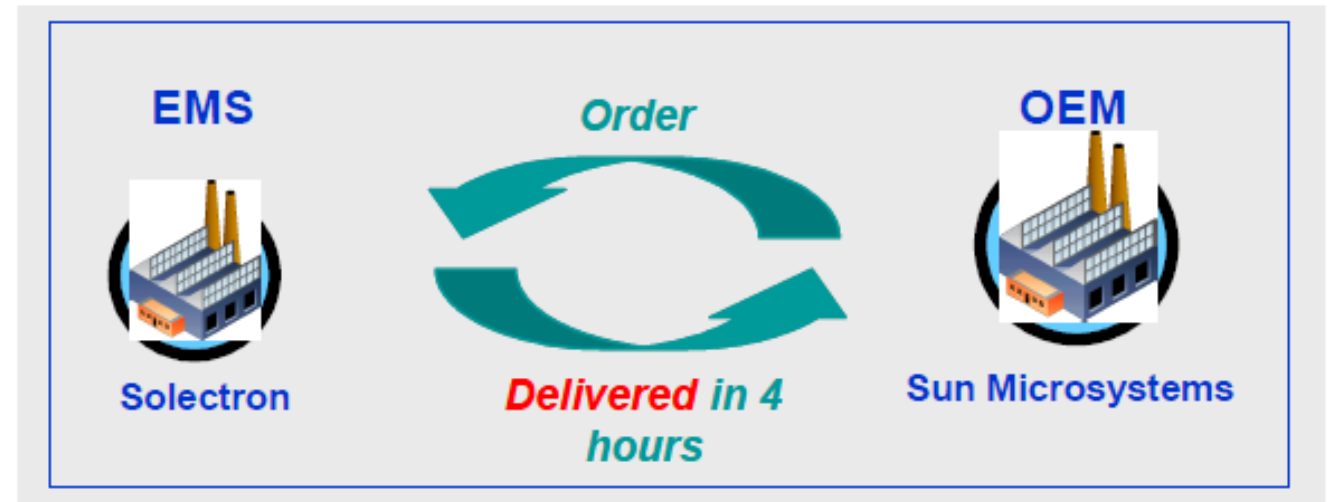 EMS
Order
OEM
Solectron
Delivered in 4
hours
Sun Microsystems